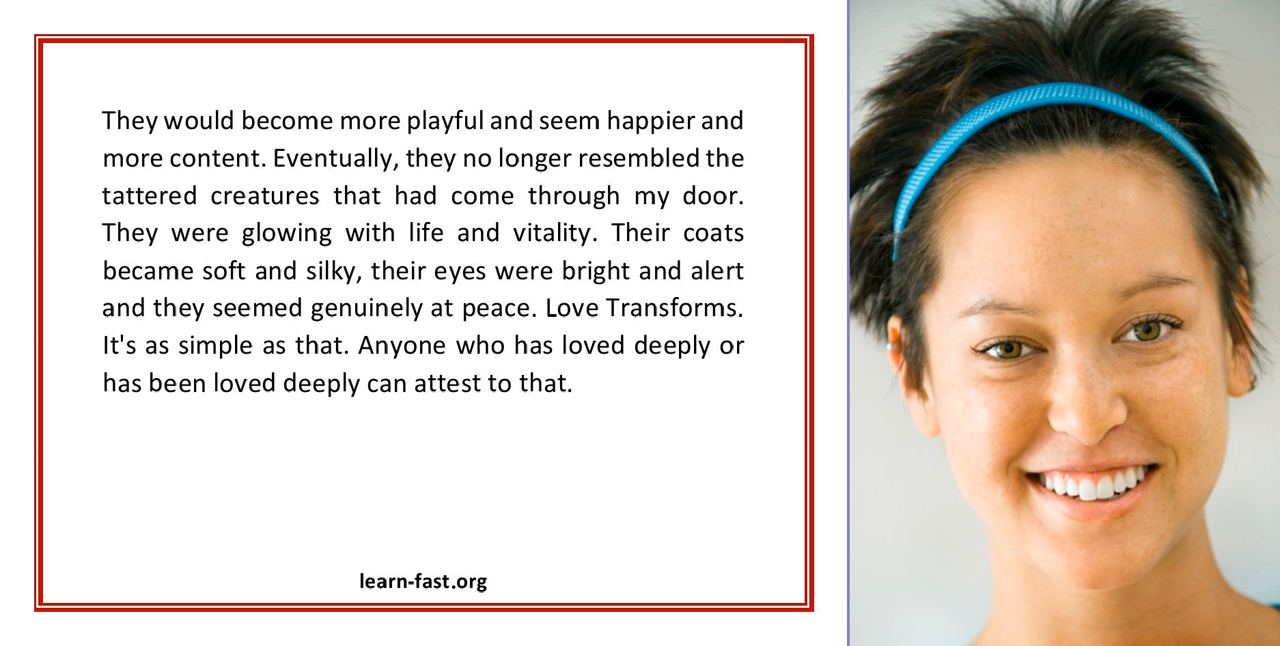 They would become more playful and seem happier and
more content. Eventually, they no longer resembled the
tattered creatures that had come through my door.
They were glowing with life and vitality. Their coats
became soft and silky, their eyes were bright and alert
and they seemed genuinely at peace. Love Transforms.
It's as simple as that. Anyone who has loved deeply or
has been loved deeply can attest to that.
learn-fast.org